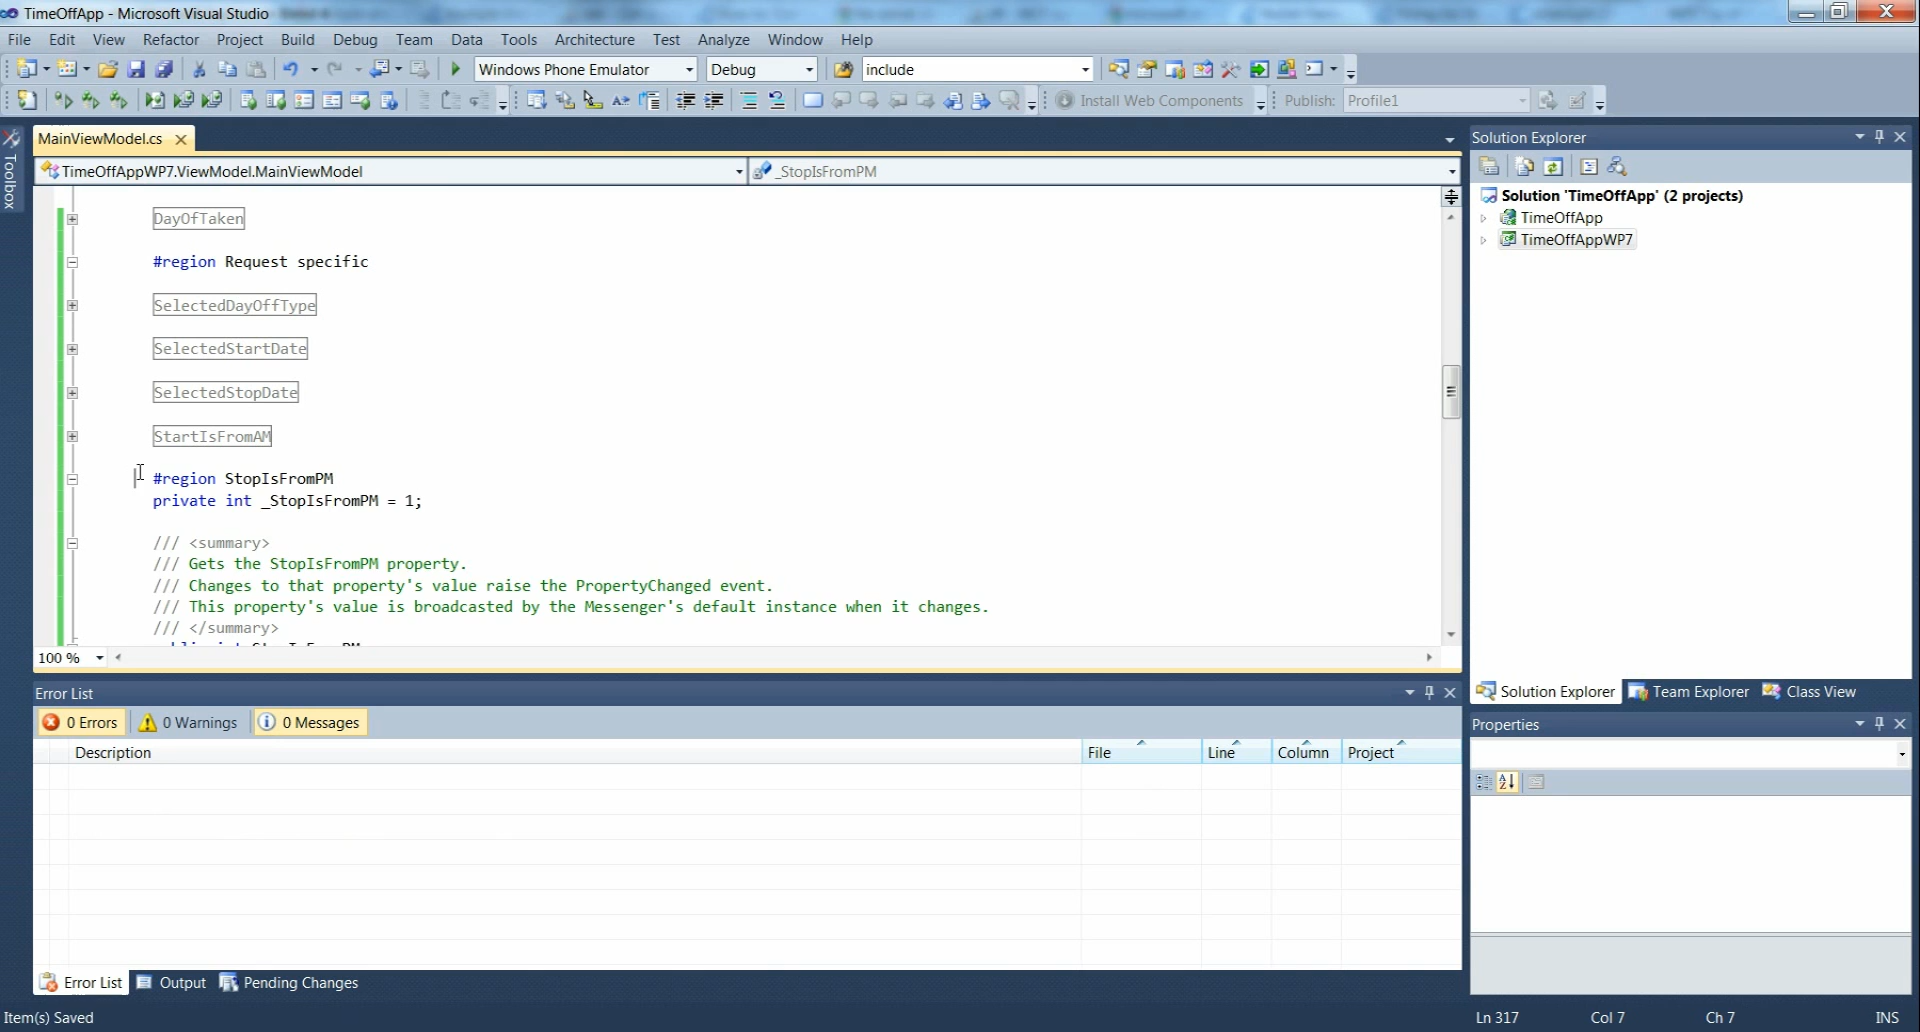 TimeOffApp - Microsoft Visual Studio
File Edit View Refactor Project Build Debug Team Data Tools Architecture Test Analyze Window Help
Windows Phone Emulator Debug include
Install Web Components Publish: Profile1
Toolbox
MainViewModel.cs
TimeOffAppWP7.ViewModel.MainViewModel _StopIsFromPM
DayOfTaken
#region Request specific
SelectedDayOffType
SelectedStartDate
SelectedStopDate
StartIsFromAM
#region StopIsFromPM
private int _StopIsFromPM = 1;
/// <summary>
/// Gets the StopIsFromPM property.
/// Changes to that property's value raise the PropertyChanged event.
/// This property's value is broadcasted by the Messenger's default instance when it changes.
/// </summary>
100 %
Solution Explorer
Solution 'TimeOffApp' (2 projects)
TimeOffApp
TimeOffAppWP7
Solution Explorer Team Explorer Class View
Properties
Error List
0 Errors 0 Warnings 0 Messages
Description File Line Column Project
Error List Output Pending Changes
Item(s) Saved Ln 317 Col 7 Ch 7 INS